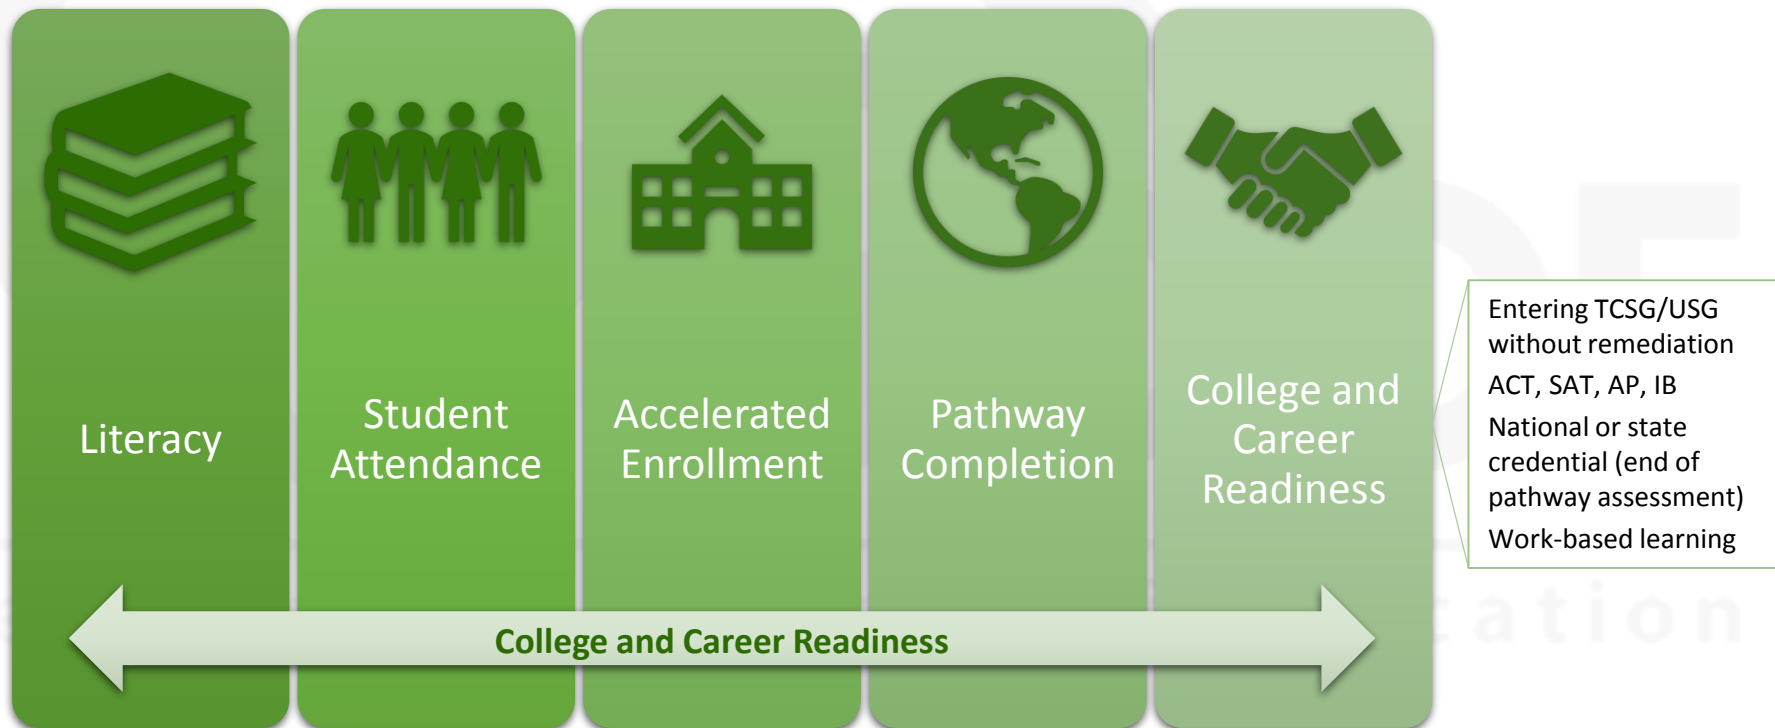 Literacy
Student
Attendance
Accelerated
Enrollment
Pathway
Completion
College and
Career
Readiness
Entering TCSG/USG
without remediation
ACT, SAT, AP, IB
National or state
credential (end of
pathway assessment)
Work-based learning
College and Career Readiness